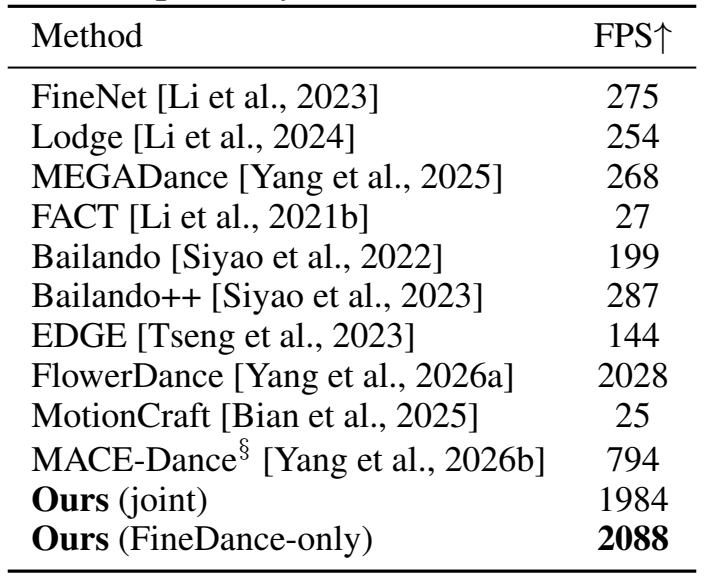 Method FPS↑
FineNet [Li et al., 2023] 275
Lodge [Li et al., 2024] 254
MEGADance [Yang et al., 2025] 268
FACT [Li et al., 2021b] 27
Bailando [Siyao et al., 2022] 199
Bailando++ [Siyao et al., 2023] 287
EDGE [Tseng et al., 2023] 144
FlowerDance [Yang et al., 2026a] 2028
MotionCraft [Bian et al., 2025] 25
MACE-Dance§ [Yang et al., 2026b] 794
Ours (joint) 1984
Ours (FineDance-only) 2088